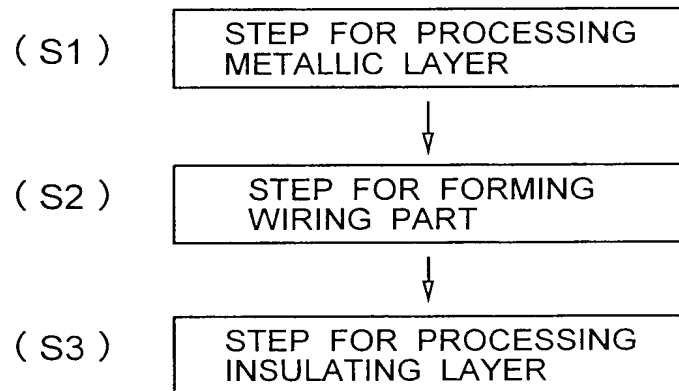 ( S1 ) STEP FOR PROCESSING
METALLIC LAYER
( S2 ) STEP FOR FORMING
WIRING PART
( S3 ) STEP FOR PROCESSING
INSULATING LAYER